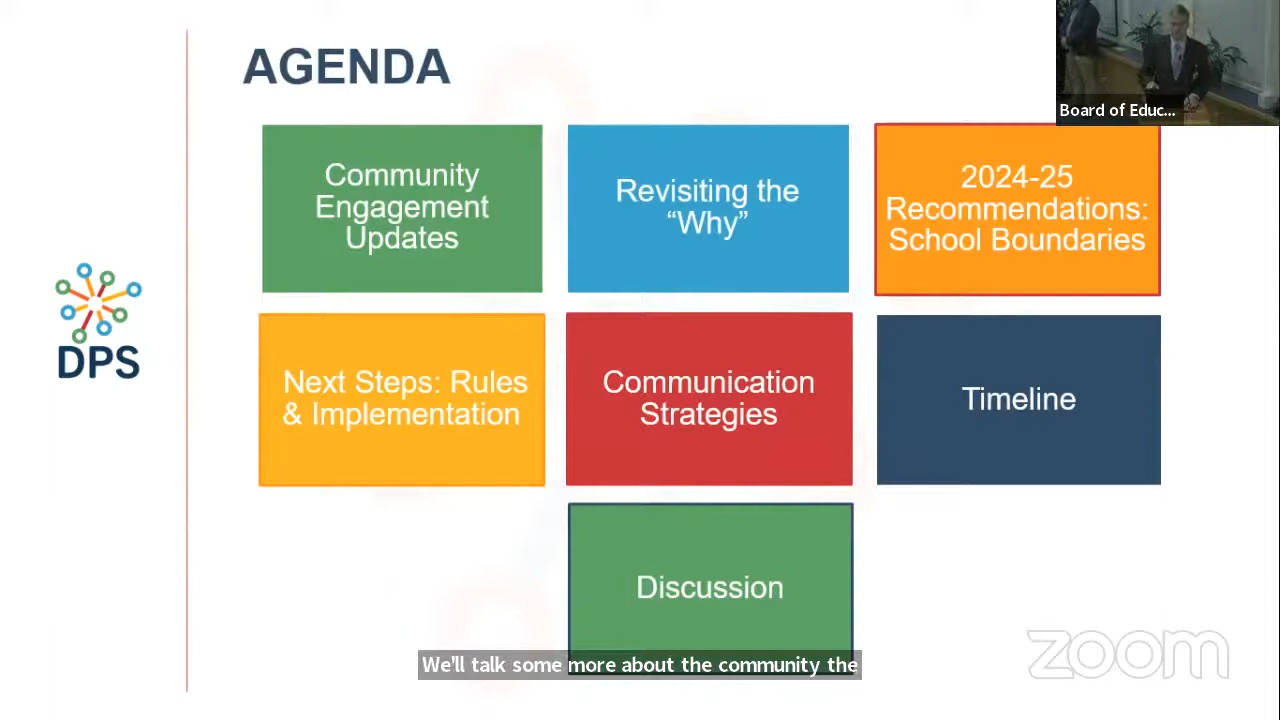 AGENDA
Board of Educ...
Community
Engagement
Updates
Revisiting the
“Why”
2024-25
Recommendations:
School Boundaries
DPS
Next Steps: Rules
& Implementation
Communication
Strategies
Timeline
Discussion
We'll talk some more about the community the
zoom